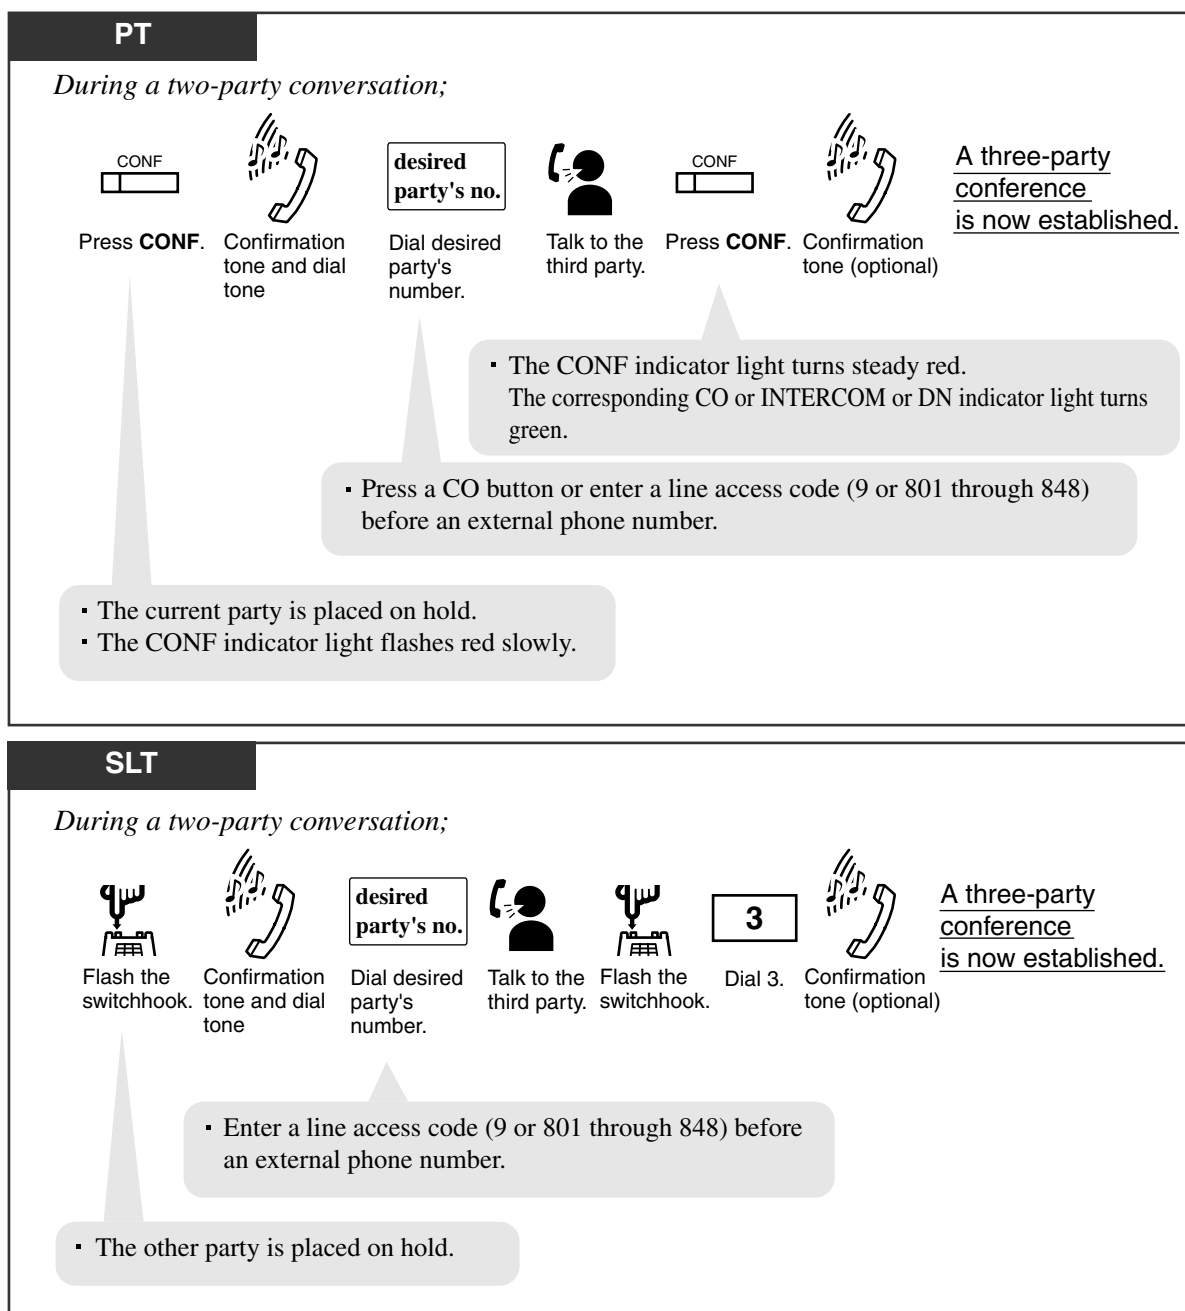 PT
During a two-party conversation;
CONF
desired
party's no.
CONF
A three-party
conference
is now established.
Press CONF.
Confirmation
tone and dial
tone
Dial desired
party's
number.
Talk to the
third party.
Press CONF.
Confirmation
tone (optional)
▪ The CONF indicator light turns steady red.
The corresponding CO or INTERCOM or DN indicator light turns
green.
▪ Press a CO button or enter a line access code (9 or 801 through 848)
before an external phone number.
▪ The current party is placed on hold.
▪ The CONF indicator light flashes red slowly.
SLT
During a two-party conversation;
desired
party's no.
3
A three-party
conference
is now established.
Flash the
switchhook.
Confirmation
tone and dial
tone
Dial desired
party's
number.
Talk to the
third party.
Flash the
switchhook.
Dial 3.
Confirmation
tone (optional)
▪ Enter a line access code (9 or 801 through 848) before
an external phone number.
▪ The other party is placed on hold.